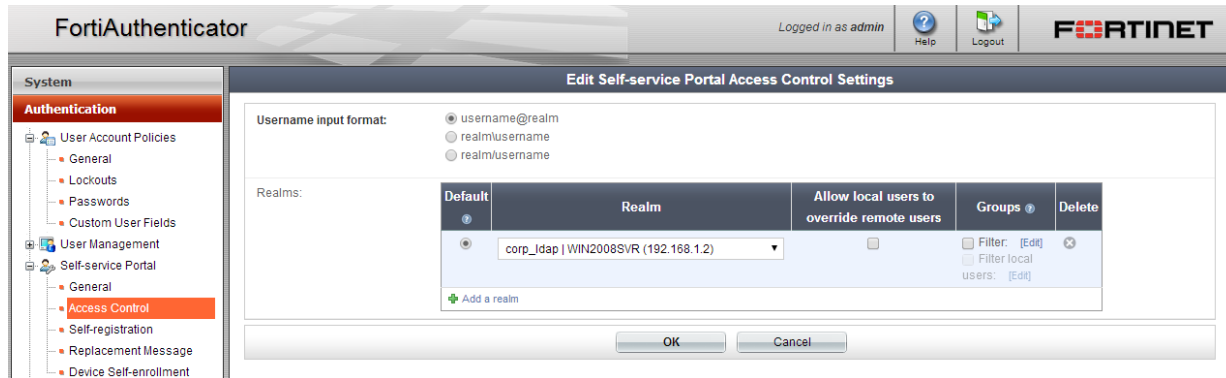 FortiAuthenticator
Logged in as admin
Help
Logout
FORTINET
System
Authentication
User Account Policies
General
Lockouts
Passwords
Custom User Fields
User Management
Self-service Portal
General
Access Control
Self-registration
Replacement Message
Device Self-enrollment
Edit Self-service Portal Access Control Settings
Username input format:
username@realm
realm\username
realm/username
Realms:
Default
Realm
Allow local users to
override remote users
Groups
Delete
corp_ldap | WIN2008SVR (192.168.1.2)
Filter: [Edit]
Filter local
users: [Edit]
Add a realm
OK
Cancel